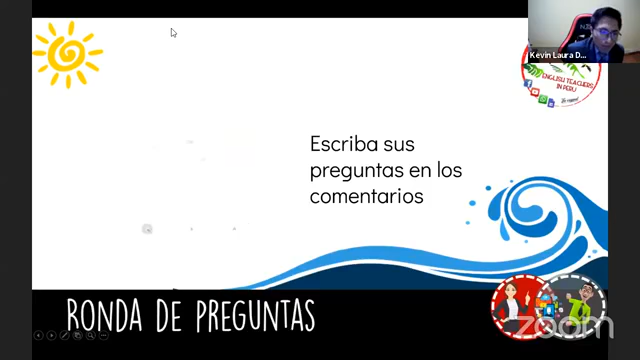 Kevin Laura D...
ENGLISH TEACHERS
IN PERU
Escriba sus
preguntas en los
comentarios
RONDA DE PREGUNTAS
zoom